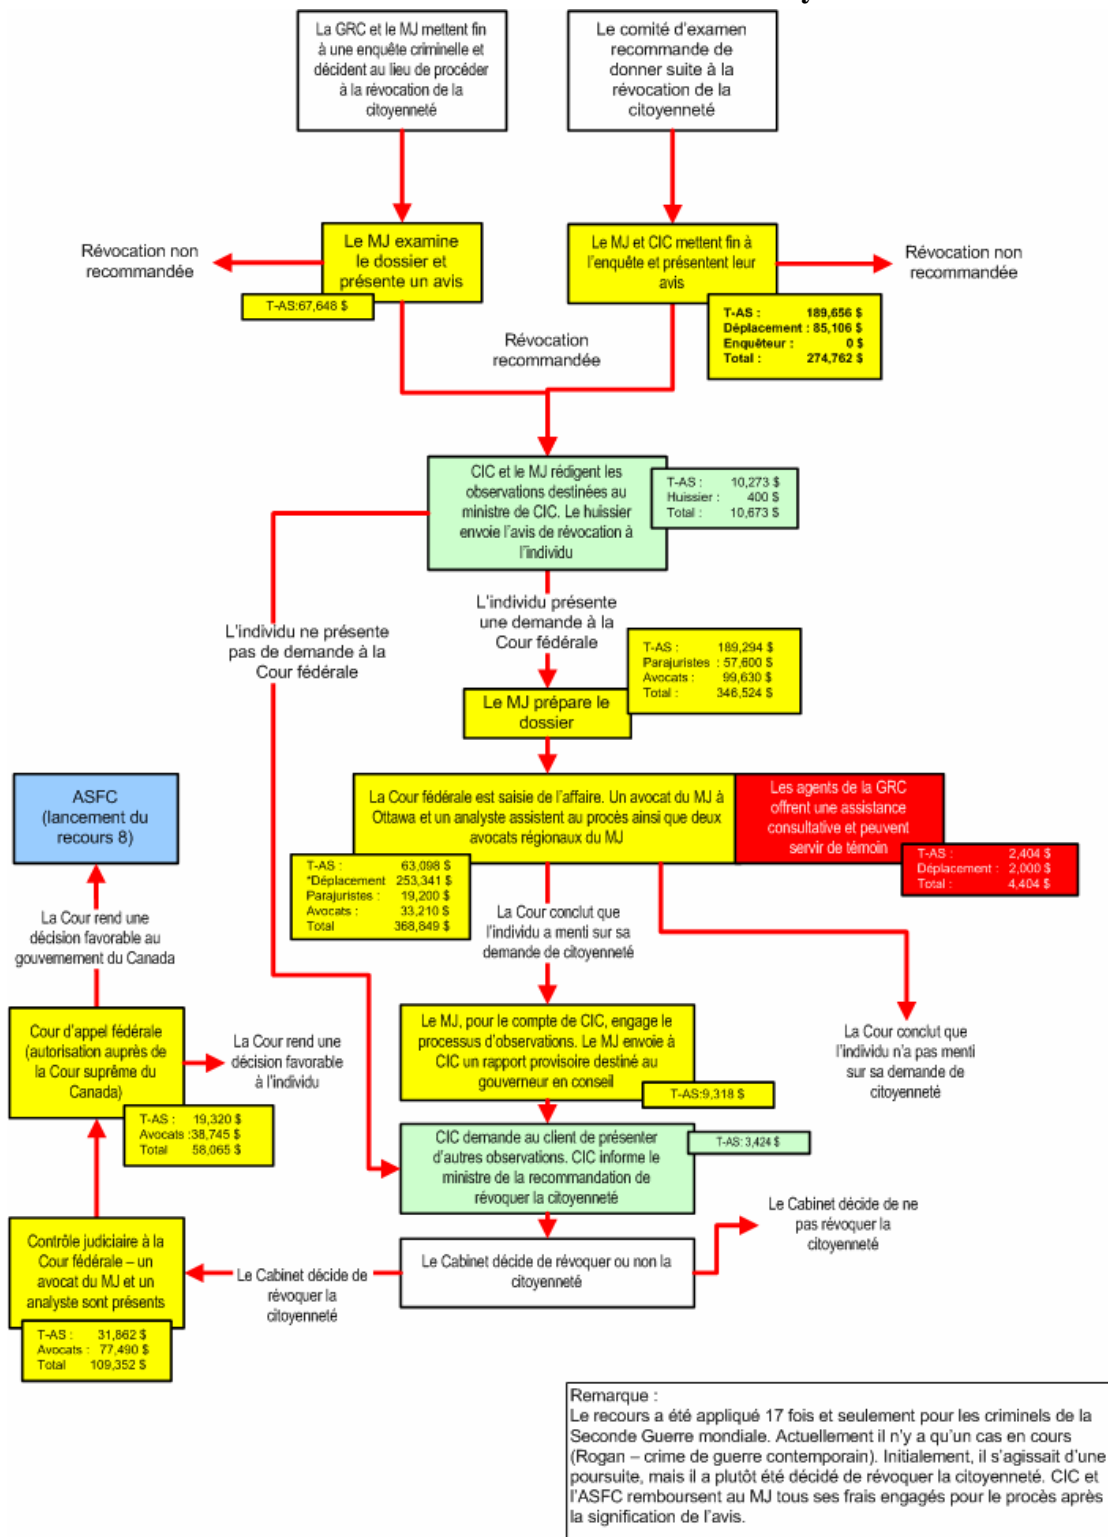 La GRC et le MJ mettent fin
à une enquête criminelle et
décident au lieu de procéder
à la révocation de la
citoyenneté
Le comité d'examen
recommande de
donner suite à la
révocation de la
citoyenneté
Révocation non
recommandée
Le MJ examine
le dossier et
présente un avis
T-AS:67,648 $
Le MJ et CIC mettent fin à
l'enquête et présentent leur
avis
Révocation non
recommandée
T-AS : 189,656 $
Déplacement : 85,106 $
Enquêteur : 0 $
Total : 274,762 $
Révocation
recommandée
CIC et le MJ rédigent les
observations destinées au
ministre de CIC. Le huissier
envoie l'avis de révocation à
l'individu
T-AS : 10,273 $
Huissier : 400 $
Total : 10,673 $
L'individu ne présente
pas de demande à la
Cour fédérale
L'individu présente
une demande à la
Cour fédérale
T-AS : 189,294 $
Parajuristes : 57,600 $
Avocats : 99,630 $
Total : 346,524 $
Le MJ prépare le
dossier
ASFC
(lancement du
recours 8)
La Cour fédérale est saisie de l'affaire. Un avocat du MJ à
Ottawa et un analyste assistent au procès ainsi que deux
avocats régionaux du MJ
Les agents de la GRC
offrent une assistance
consultative et peuvent
servir de témoin
T-AS : 2,404 $
Déplacement : 2,000 $
Total : 4,404 $
T-AS : 63,098 $
*Déplacement 253,341 $
Parajuristes : 19,200 $
Avocats : 33,210 $
Total 368,849 $
La Cour rend une
décision favorable au
gouvernement du Canada
La Cour conclut que
l'individu a menti sur sa
demande de citoyenneté
Cour d'appel fédérale
(autorisation auprès de
la Cour suprême du
Canada)
T-AS : 19,320 $
Avocats :38,745 $
Total 58,065 $
La Cour rend une
décision favorable
à l'individu
Le MJ, pour le compte de CIC, engage le
processus d'observations. Le MJ envoie à
CIC un rapport provisoire destiné au
gouverneur en conseil
T-AS:9,318 $
La Cour conclut que
l'individu n'a pas menti
sur sa demande de
citoyenneté
CIC demande au client de présenter
d'autres observations. CIC informe le
ministre de la recommandation de
révoquer la citoyenneté
T-AS: 3,424 $
Le Cabinet décide de ne
pas révoquer la
citoyenneté
Contrôle judiciaire à la
Cour fédérale – un
avocat du MJ et un
analyste sont présents
T-AS : 31,862 $
Avocats : 77,490 $
Total 109,352 $
Le Cabinet décide de
révoquer la
citoyenneté
Le Cabinet décide de révoquer ou non la
citoyenneté
Remarque :
Le recours a été appliqué 17 fois et seulement pour les criminels de la
Seconde Guerre mondiale. Actuellement il n'y a qu'un cas en cours
(Rogan – crime de guerre contemporain). Initialement, il s'agissait d'une
poursuite, mais il a plutôt été décidé de révoquer la citoyenneté. CIC et
l'ASFC remboursent au MJ tous ses frais engagés pour le procès après
la signification de l'avis.